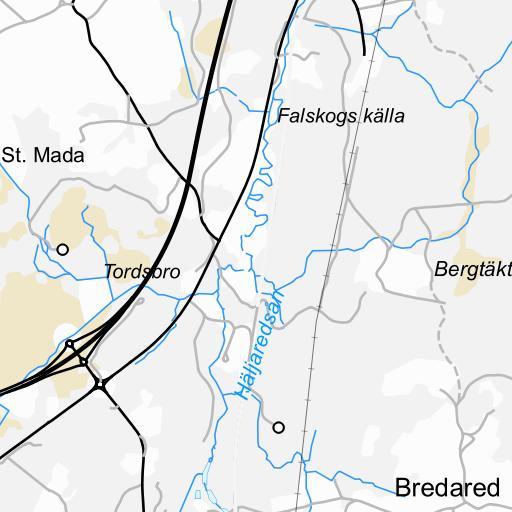 Falskogs källa
St. Mada
Tordsbro
Bergtäkt
Häljaredsån
Bredared